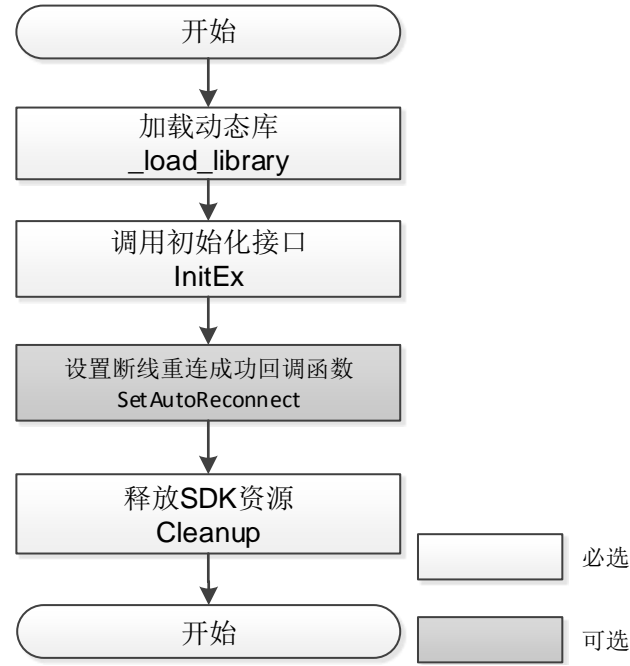 开始
加载动态库
_load_library
调用初始化接口
InitEx
设置断线重连成功回调函数
SetAutoReconnect
释放SDK资源
Cleanup
必选
开始
可选